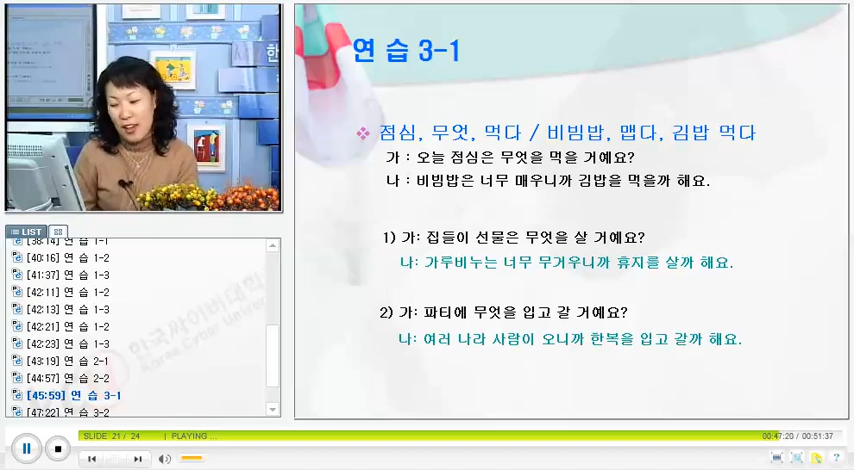 한
연 습 3-1
점심, 무엇, 먹다 / 비빔밥, 맵다, 김밥 먹다
가 : 오늘 점심은 무엇을 먹을 거예요?
나 : 비빔밥은 너무 매우니까 김밥을 먹을까 해요.
1) 가: 집들이 선물은 무엇을 살 거예요?
나: 가루비누는 너무 무거우니까 휴지를 살까 해요.
2) 가: 파티에 무엇을 입고 갈 거예요?
나: 여러 나라 사람이 오니까 한복을 입고 갈까 해요.
LIST
[38:14] 연 습 1-1
[40:16] 연 습 1-2
[41:37] 연 습 1-3
[42:11] 연 습 1-2
[42:13] 연 습 1-3
[42:21] 연 습 1-2
[42:23] 연 습 1-3
[43:19] 연 습 2-1
[44:57] 연 습 2-2
[45:59] 연 습 3-1
[47:22] 연 습 3-2
한국싸이버대학
Korea Cyber Univer
SLIDE 21 / 24 | PLAYING ...
00:47:20 / 00:51:37